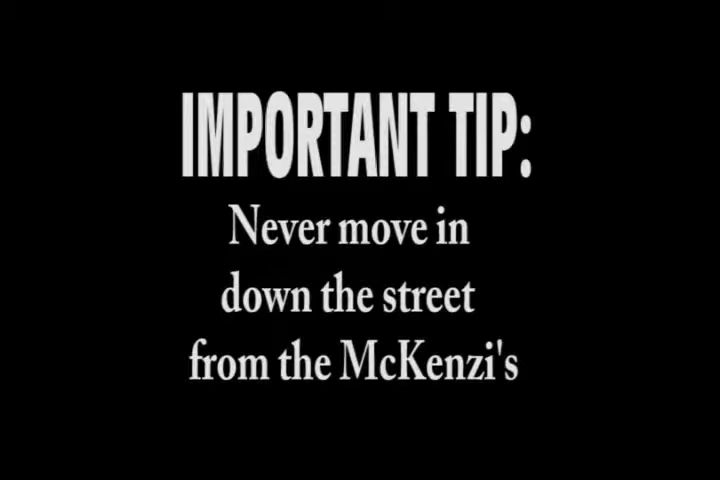 IMPORTANT TIP:
Never move in
down the street
from the McKenzi's